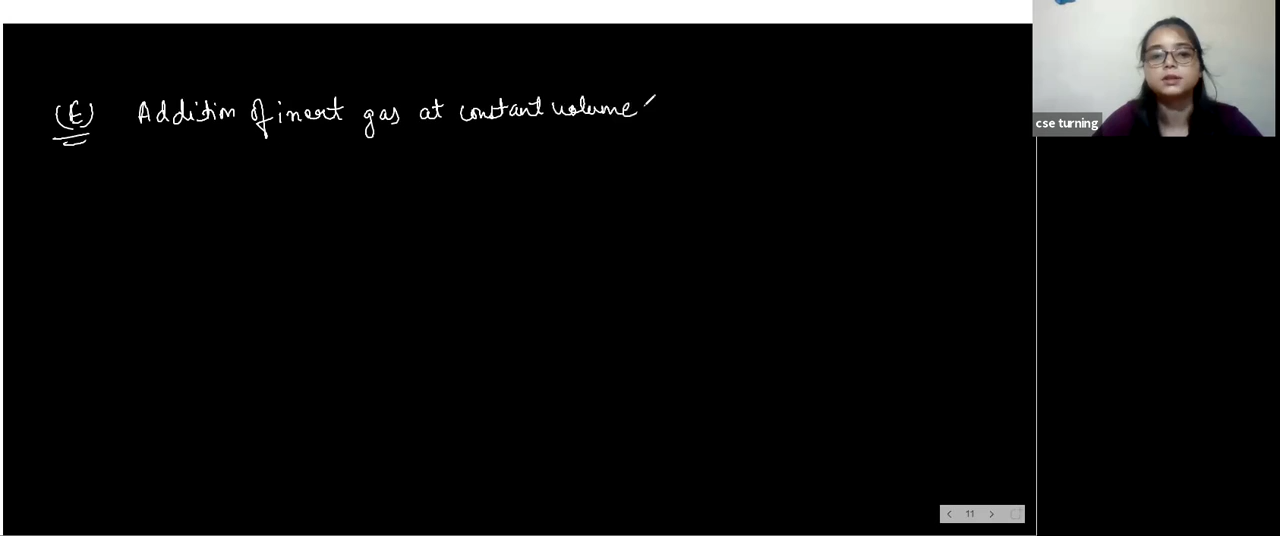 (E) Addition of inert gas at constant volume
cse turning
11